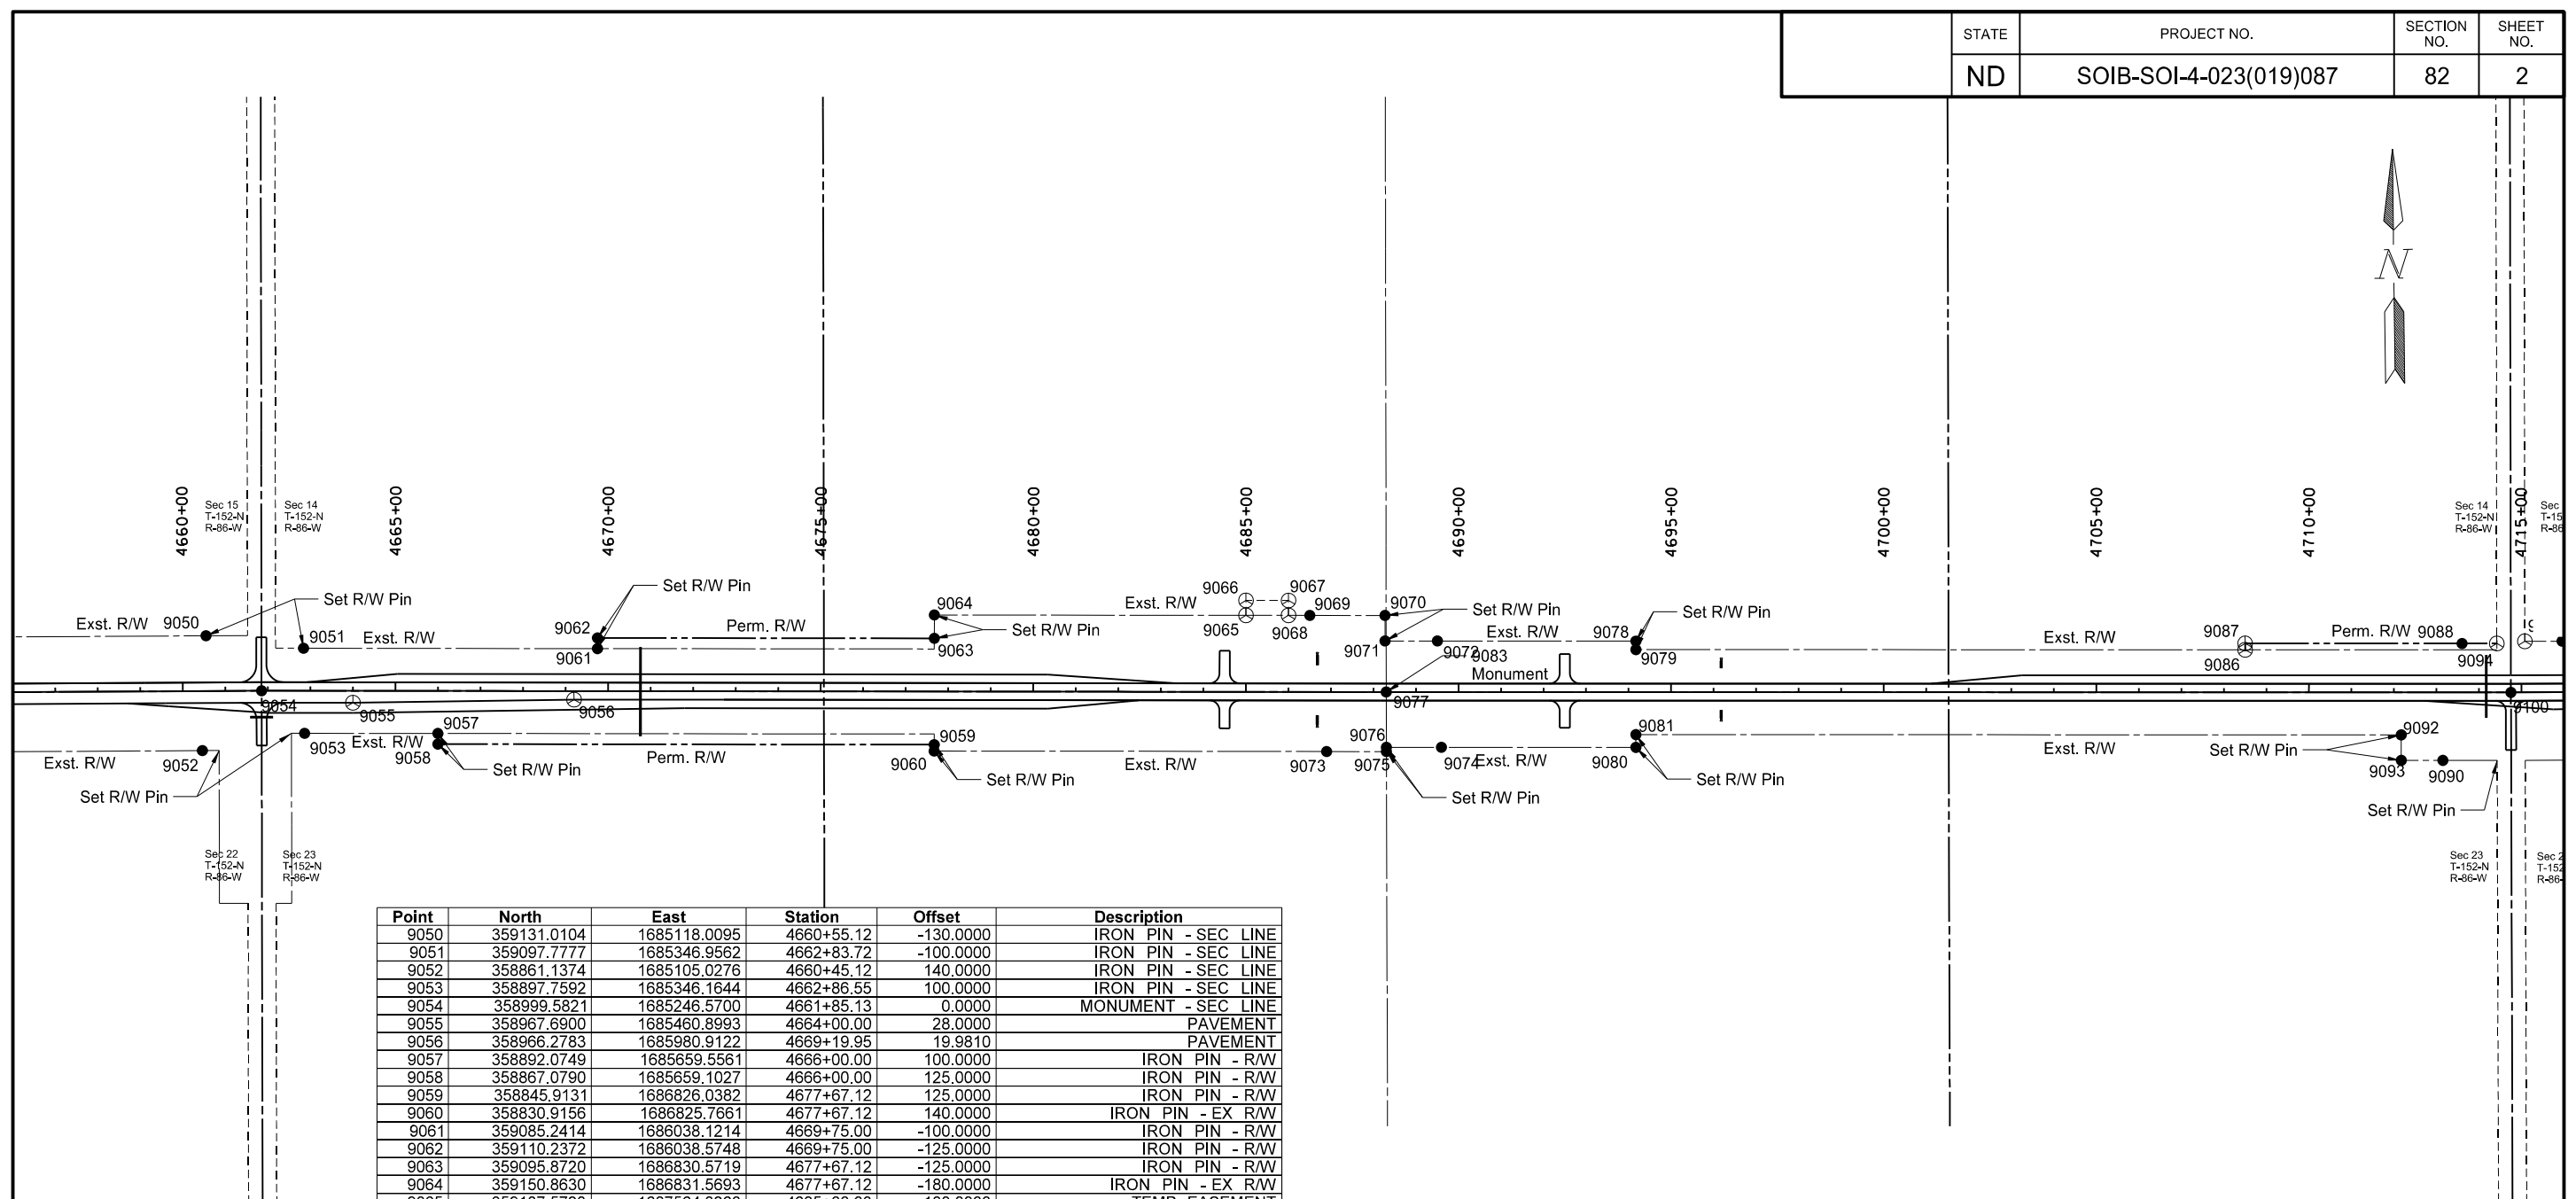 STATE PROJECT NO. SECTION NO. SHEET NO.
ND SOIB-SOI-4-023(019)087 82 2
N
4660+00 4665+00 4670+00 4675+00 4680+00 4685+00 4690+00 4695+00 4700+00 4705+00 4710+00 4715+00
Sec 15
T-152-N
R-86-W
Sec 14
T-152-N
R-86-W
Sec 14
T-152-N
R-86-W
Sec
T-15
R-86
Exst. R/W 9050
Set R/W Pin
9051 Exst. R/W
9062
Set R/W Pin
9061
Perm. R/W
9064
Set R/W Pin
9063
Exst. R/W
9066 9067
9065 9068
9069
9070
Set R/W Pin
9071
9072
Exst. R/W
9083
Monument
9078
Set R/W Pin
9079
Exst. R/W
9087
9086
Perm. R/W 9088
9094
9054
9055
9056
9077
9100
Exst. R/W 9052
Set R/W Pin
9053
Exst. R/W
9057
9058
Set R/W Pin
Perm. R/W
9059
9060
Set R/W Pin
Exst. R/W
9073
9076
9075
9074
Exst. R/W
Set R/W Pin
9081
9080
Set R/W Pin
Exst. R/W
9092
Set R/W Pin
9093 9090
Set R/W Pin
Sec 22
T-152-N
R-86-W
Sec 23
T-152-N
R-86-W
Sec 23
T-152-N
R-86-W
Sec 2
T-152
R-86-
Point North East Station Offset Description
9050 359131.0104 1685118.0095 4660+55.12 -130.0000 IRON PIN - SEC LINE
9051 359097.7777 1685346.9562 4662+83.72 -100.0000 IRON PIN - SEC LINE
9052 358861.1374 1685105.0276 4660+45.12 140.0000 IRON PIN - SEC LINE
9053 358897.7592 1685346.1644 4662+86.55 100.0000 IRON PIN - SEC LINE
9054 358999.5821 1685246.5700 4661+85.13 0.0000 MONUMENT - SEC LINE
9055 358967.6900 1685460.8993 4664+00.00 28.0000 PAVEMENT
9056 358966.2783 1685980.9122 4669+19.95 19.9810 PAVEMENT
9057 358892.0749 1685659.5561 4666+00.00 100.0000 IRON PIN - R/W
9058 358867.0790 1685659.1027 4666+00.00 125.0000 IRON PIN - R/W
9059 358845.9131 1686826.0382 4677+67.12 125.0000 IRON PIN - R/W
9060 358830.9156 1686825.7661 4677+67.12 140.0000 IRON PIN - EX R/W
9061 359085.2414 1686038.1214 4669+75.00 -100.0000 IRON PIN - R/W
9062 359110.2372 1686038.5748 4669+75.00 -125.0000 IRON PIN - R/W
9063 359095.8720 1686830.5719 4677+67.12 -125.0000 IRON PIN - R/W
9064 359150.8630 1686831.5693 4677+67.12 -180.0000 IRON PIN - EX R/W